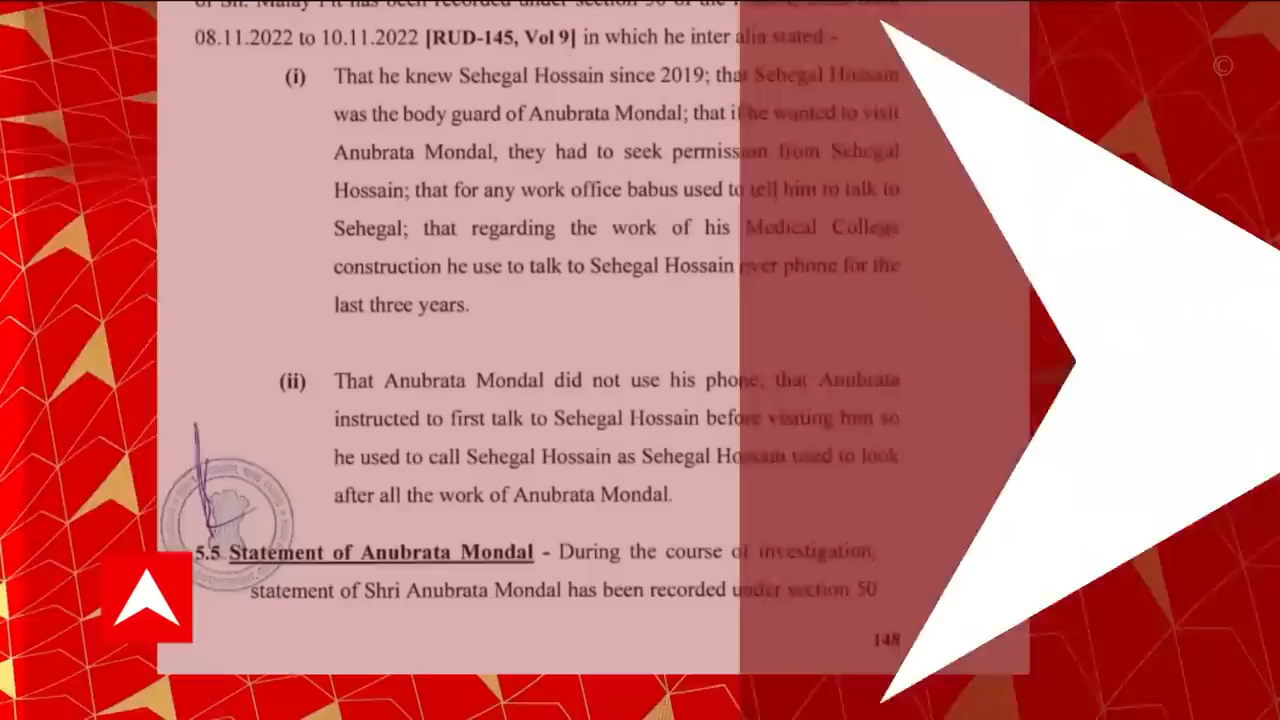 08.11.2022 to 10.11.2022 [RUD-145, Vol 9] in which he inter alia stated -
(i) That he knew Sehegal Hossain since 2019; that Sehegal Hossain
was the body guard of Anubrata Mondal; that if he wanted to visit
Anubrata Mondal, they had to seek permission from Sehegal
Hossain; that for any work office babus used to tell him to talk to
Sehegal; that regarding the work of his Medical College
construction he use to talk to Sehegal Hossain over phone for the
last three years.
(ii) That Anubrata Mondal did not use his phone; that Anubrata
instructed to first talk to Sehegal Hossain before visiting him so
he used to call Sehegal Hossain as Sehegal Hossain used to look
after all the work of Anubrata Mondal.
5.5 Statement of Anubrata Mondal - During the course of investigation,
statement of Shri Anubrata Mondal has been recorded under section 50
148
©